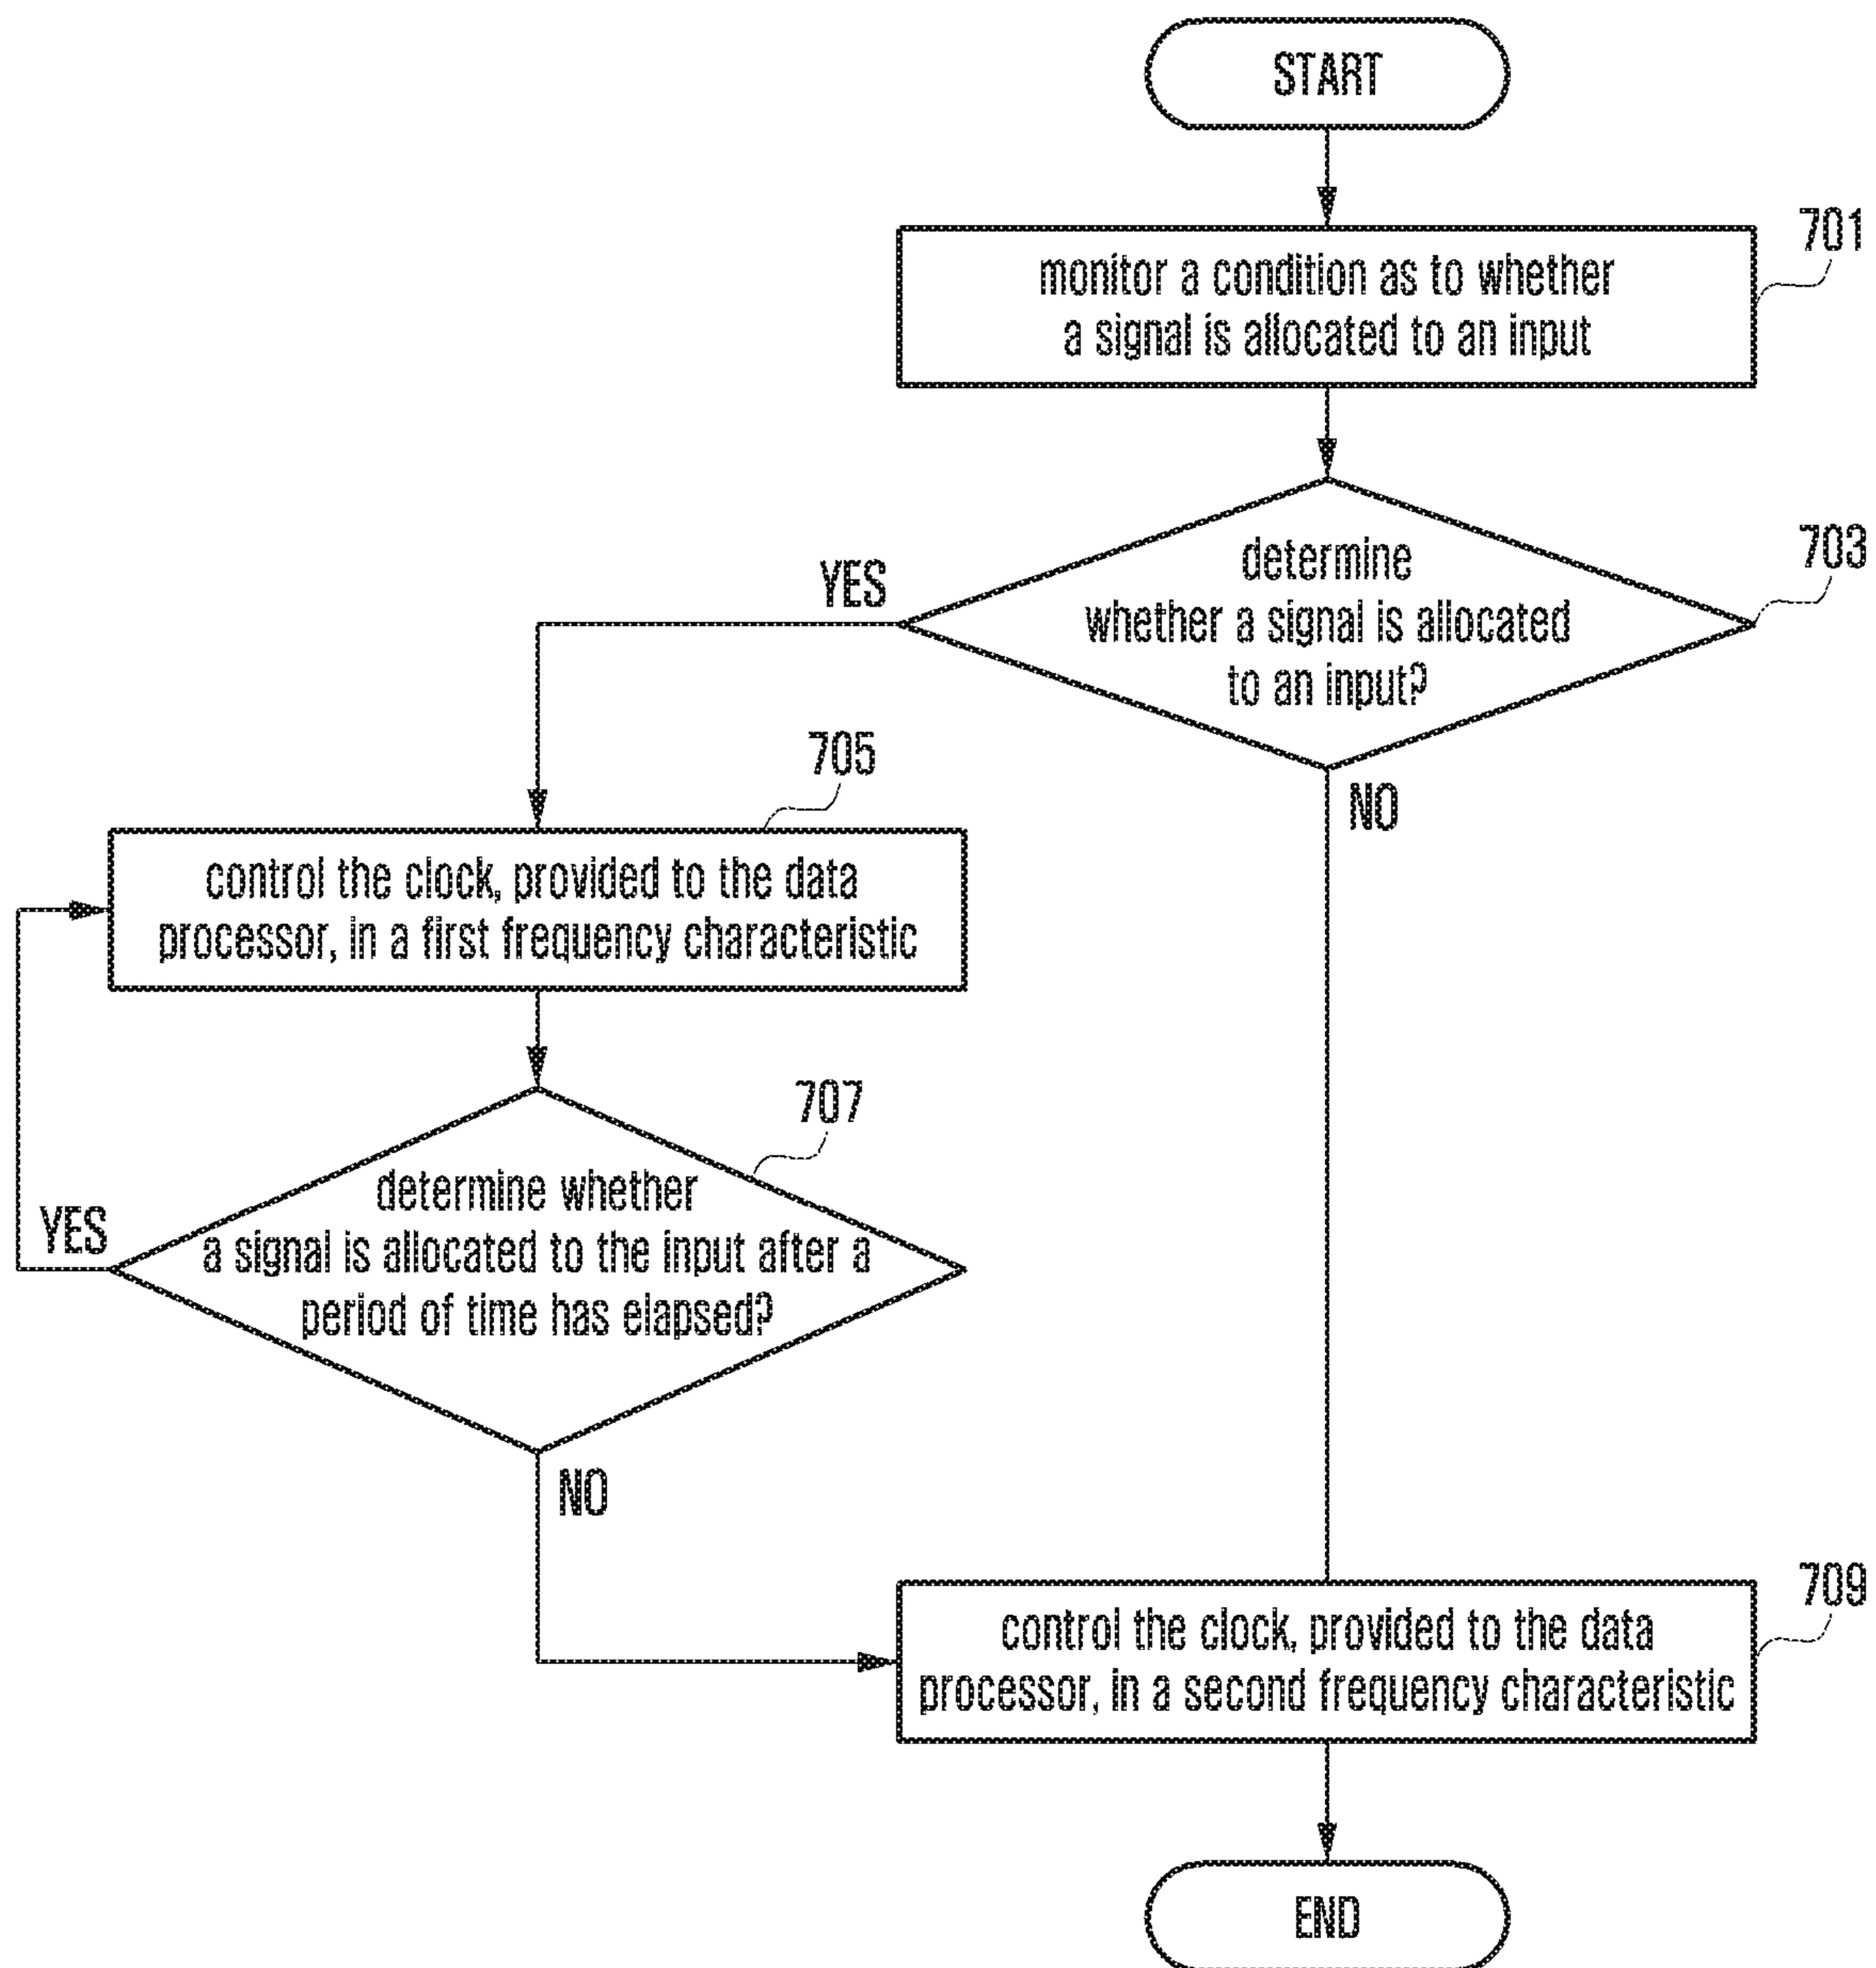 START
701
monitor a condition as to whether
a signal is allocated to an input
703
determine
whether a signal is allocated
to an input?
YES
NO
705
control the clock, provided to the data
processor, in a first frequency characteristic
707
determine whether
a signal is allocated to the input after a
period of time has elapsed?
YES
NO
709
control the clock, provided to the data
processor, in a second frequency characteristic
END